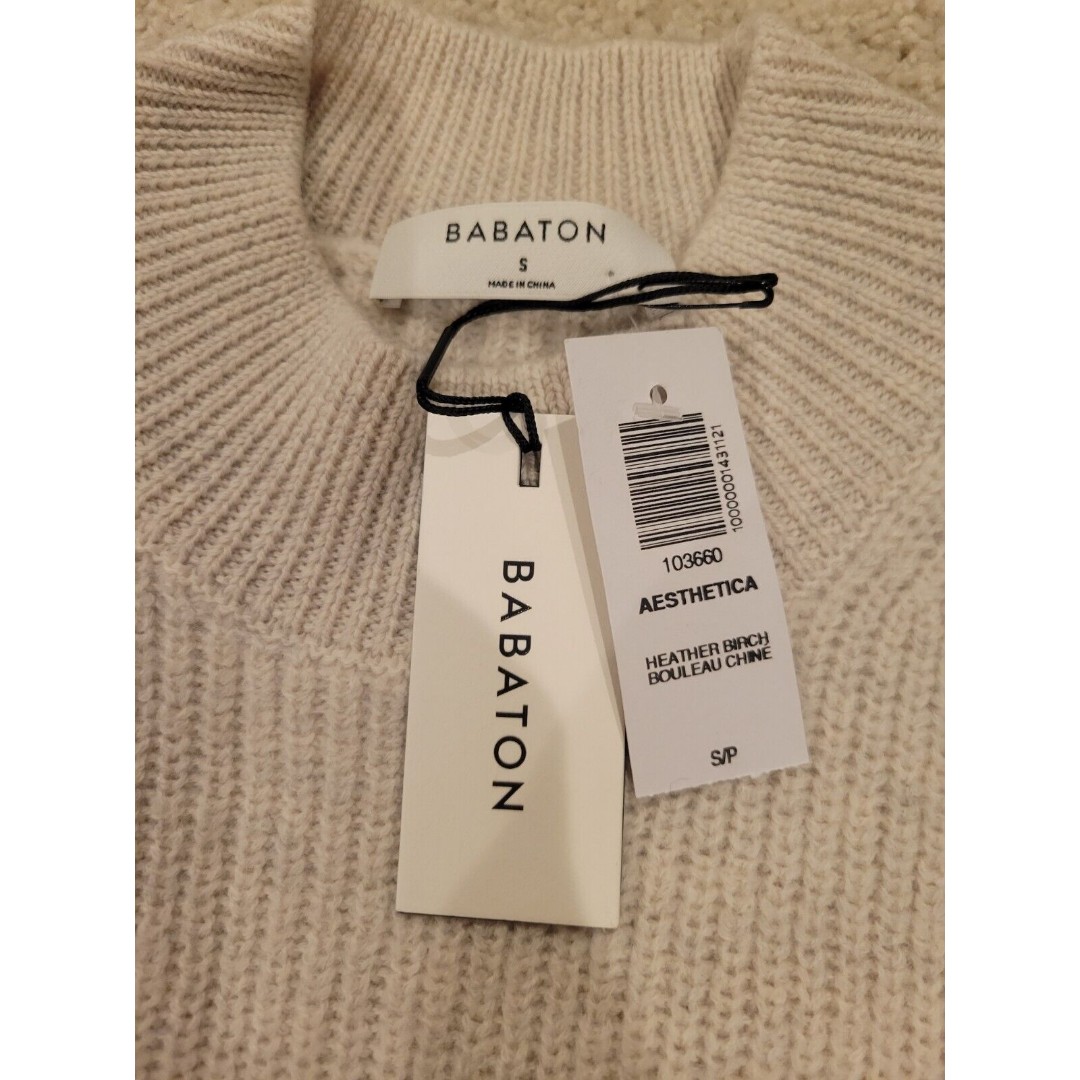 BABATON
S
MADE IN CHINA
BABATON
10000001431121
103660
AESTHETICA
HEATHER BIRCH
BOULEAU CHINÉ
S/P